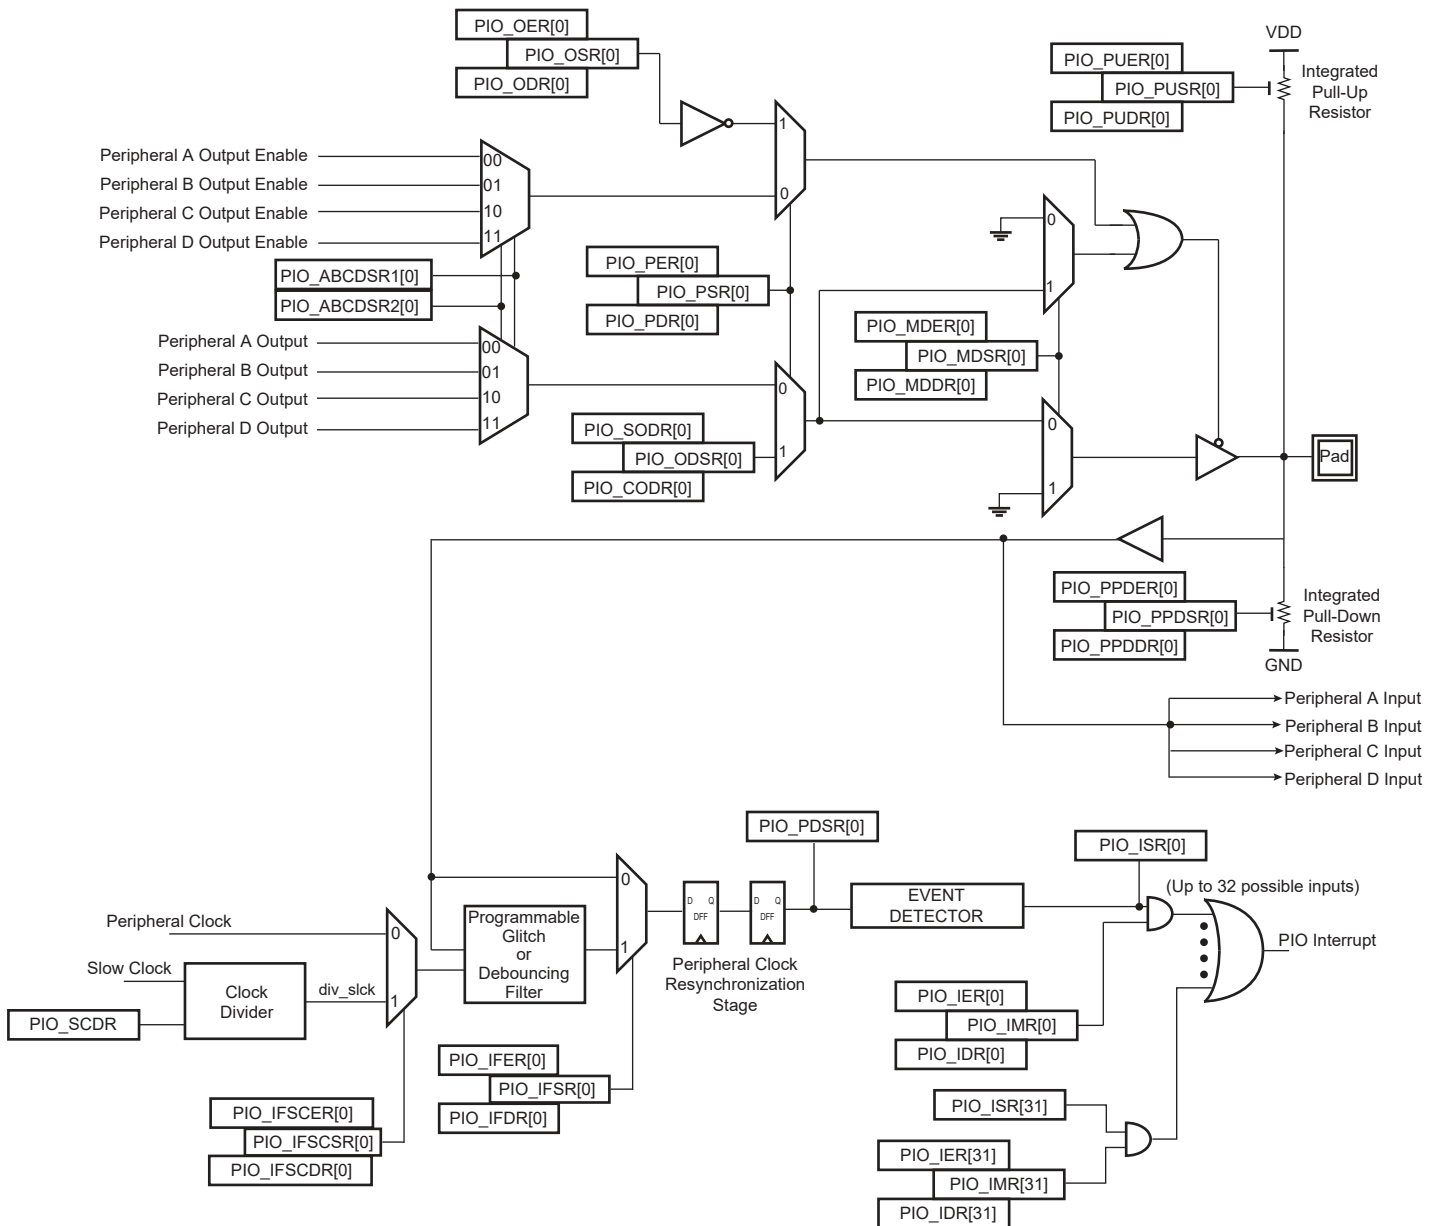 PIO_OER[0]
PIO_OSR[0]
PIO_ODR[0]
VDD
PIO_PUER[0]
PIO_PUSR[0]
PIO_PUDR[0]
Integrated
Pull-Up
Resistor
1
0
Peripheral A Output Enable
Peripheral B Output Enable
Peripheral C Output Enable
Peripheral D Output Enable
00
01
10
11
PIO_ABCDSR1[0]
PIO_ABCDSR2[0]
PIO_PER[0]
PIO_PSR[0]
PIO_PDR[0]
0
1
PIO_MDER[0]
PIO_MDSR[0]
PIO_MDDR[0]
Peripheral A Output
Peripheral B Output
Peripheral C Output
Peripheral D Output
00
01
10
11
0
1
PIO_SODR[0]
PIO_ODSR[0]
PIO_CODR[0]
0
1
Pad
PIO_PPDER[0]
PIO_PPDSR[0]
PIO_PPDDR[0]
Integrated
Pull-Down
Resistor
GND
Peripheral A Input
Peripheral B Input
Peripheral C Input
Peripheral D Input
PIO_PDSR[0]
PIO_ISR[0]
(Up to 32 possible inputs)
EVENT
DETECTOR
PIO Interrupt
0
1
D Q
DFF
D Q
DFF
Peripheral Clock
Resynchronization
Stage
Programmable
Glitch
or
Debouncing
Filter
Peripheral Clock
Slow Clock
Clock
Divider
div_slck
0
1
PIO_SCDR
PIO_IER[0]
PIO_IMR[0]
PIO_IDR[0]
PIO_IFER[0]
PIO_IFSR[0]
PIO_IFDR[0]
PIO_IFSCER[0]
PIO_IFSCSR[0]
PIO_IFSCDR[0]
PIO_ISR[31]
PIO_IER[31]
PIO_IMR[31]
PIO_IDR[31]